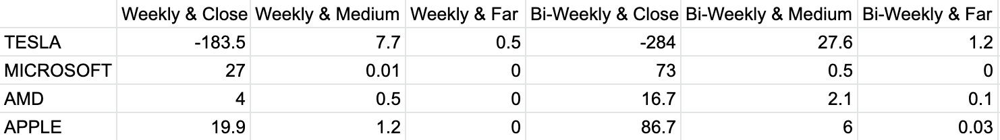 Weekly & Close Weekly & Medium Weekly & Far Bi-Weekly & Close Bi-Weekly & Medium Bi-Weekly & Far
TESLA -183.5 7.7 0.5 -284 27.6 1.2
MICROSOFT 27 0.01 0 73 0.5 0
AMD 4 0.5 0 16.7 2.1 0.1
APPLE 19.9 1.2 0 86.7 6 0.03